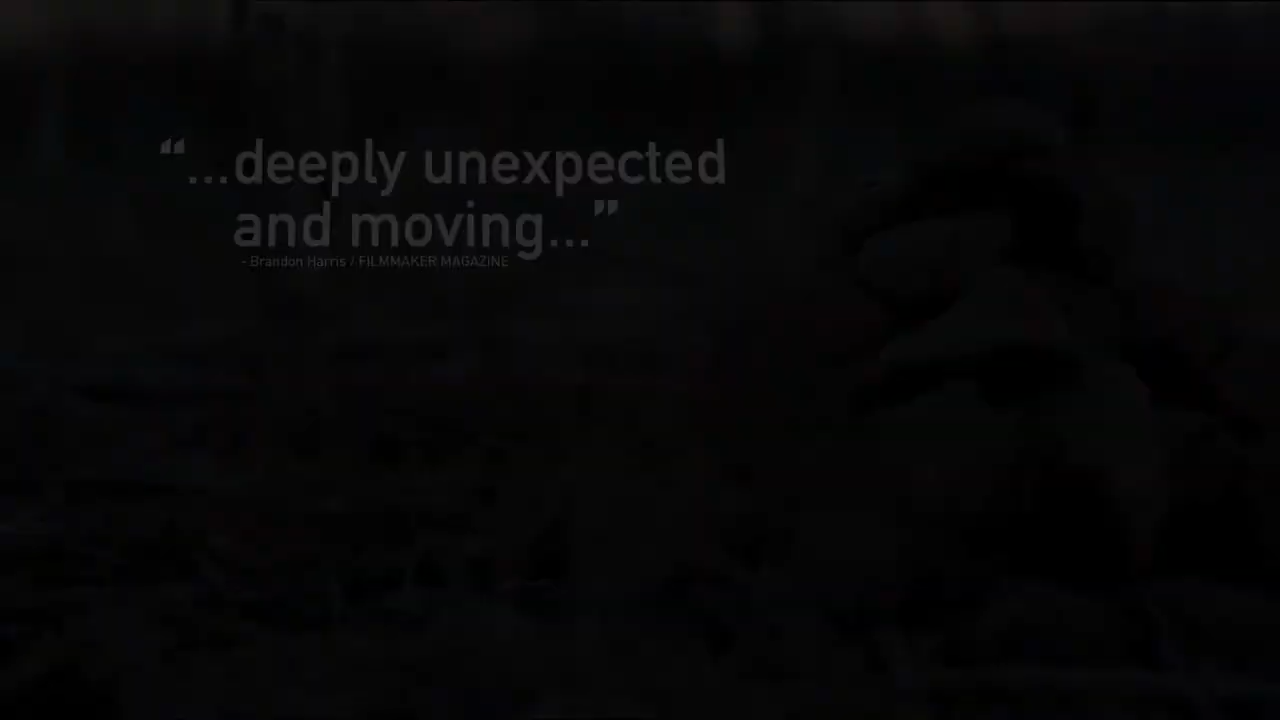 “...deeply unexpected
and moving...”
- Brandon Harris / FILMMAKER MAGAZINE